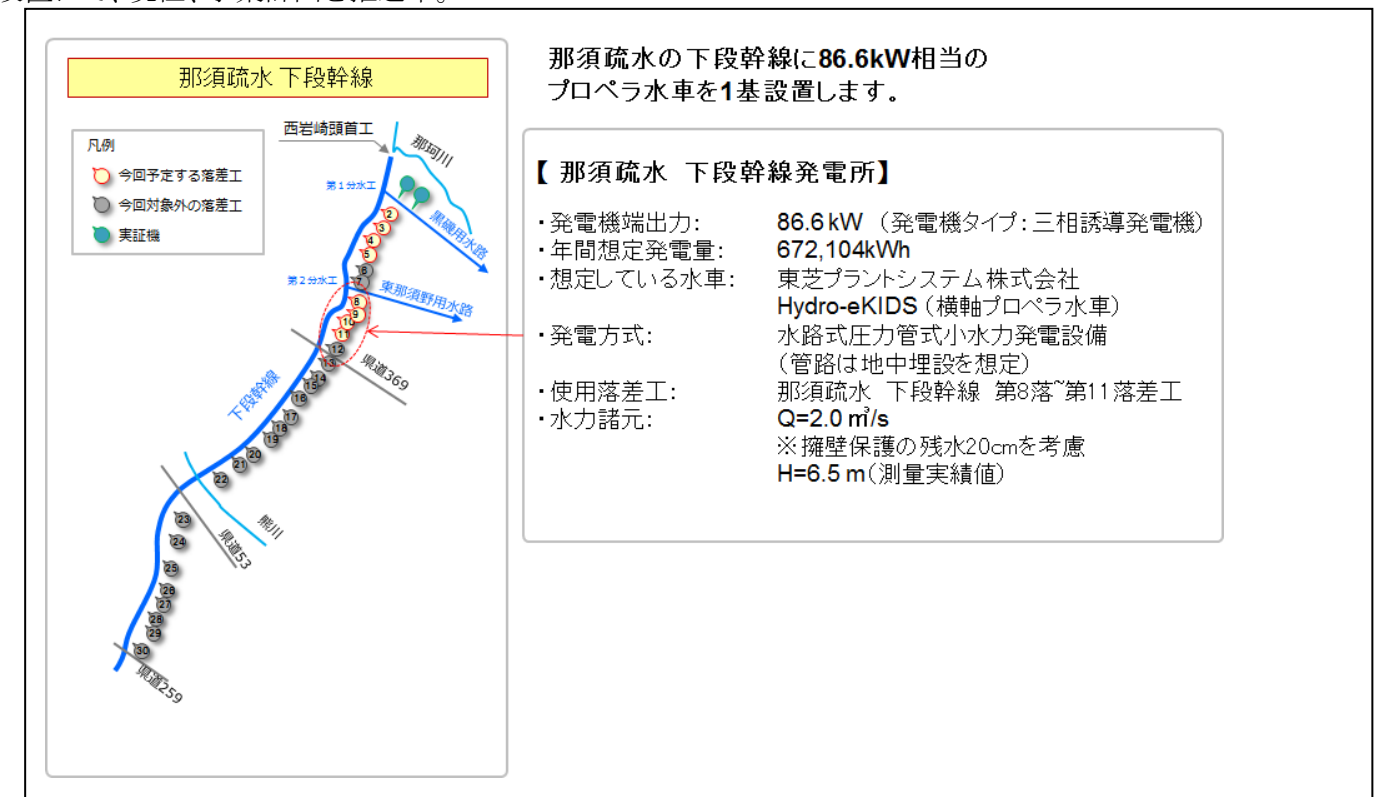 那須疏水 下段幹線
凡例
今回予定する落差工
今回対象外の落差工
実証機
西岩崎頭首工
那珂川
第1分水工
黒磯用水路
2
3
4
5
6
7
第2分水工
東那須野用水路
8
9
10
11
12
13
県道369
14
15
16
下段幹線
17
18
19
20
21
22
熊川
23
県道53
24
25
26
27
28
29
30
県道259
那須疏水の下段幹線に86.6kW相当の
プロペラ水車を1基設置します。
【 那須疏水 下段幹線発電所】
・発電機端出力: 86.6kW (発電機タイプ:三相誘導発電機)
・年間想定発電量: 672,104kWh
・想定している水車: 東芝プラントシステム株式会社
Hydro-eKIDS (横軸プロペラ水車)
・発電方式: 水路式圧力管式小水力発電設備
(管路は地中埋設を想定)
・使用落差工: 那須疏水 下段幹線 第8落~第11落差工
・水力諸元: Q=2.0㎥/s
※擁壁保護の残水20cmを考慮
H=6.5m(測量実績値)